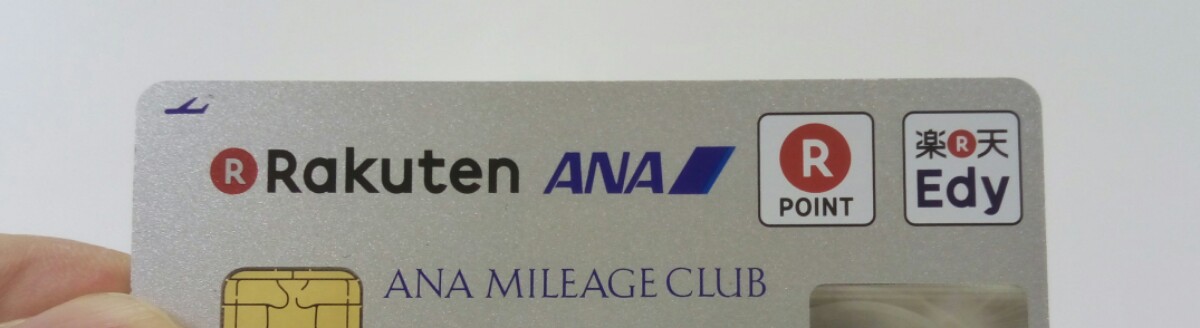 R Rakuten ANA
R POINT
楽R天
Edy
ANA MILEAGE CLUB